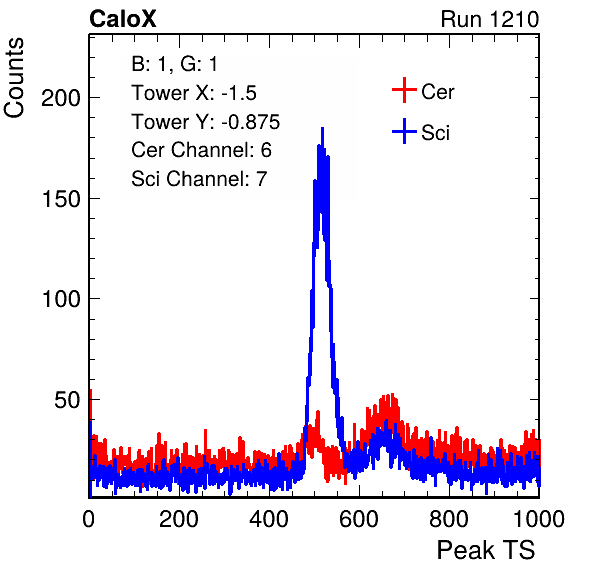 CaloX Run 1210
Counts
B: 1, G: 1
Tower X: -1.5
Tower Y: -0.875
Cer Channel: 6
Sci Channel: 7
Cer
Sci
200
150
100
50
0 200 400 600 800 1000
Peak TS